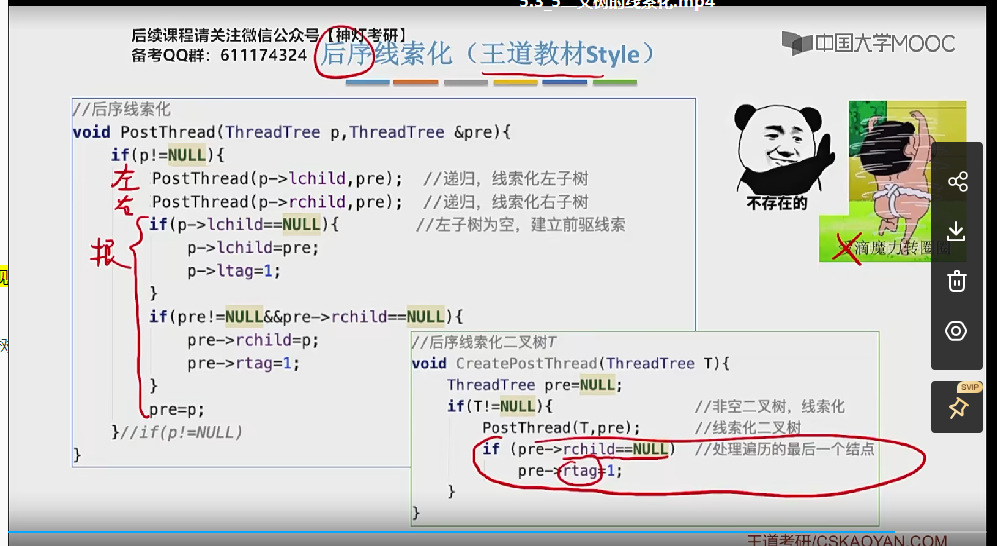 5.3_5 二叉树的线索化.mp4
后续课程请关注微信公众号【神灯考研】
备考QQ群：611174324
后序线索化（王道教材Style）
中国大学MOOC
//后序线索化
void PostThread(ThreadTree p,ThreadTree &pre){
if(p!=NULL){
左
PostThread(p->lchild,pre); //递归，线索化左子树
右
PostThread(p->rchild,pre); //递归，线索化右子树
根
if(p->lchild==NULL){ //左子树为空，建立前驱线索
p->lchild=pre;
p->ltag=1;
}
if(pre!=NULL&&pre->rchild==NULL){
pre->rchild=p;
pre->rtag=1;
}
pre=p;
}//if(p!=NULL)
}
不存在的
滴魔力转圈圈
//后序线索化二叉树T
void CreatePostThread(ThreadTree T){
ThreadTree pre=NULL;
if(T!=NULL){ //非空二叉树，线索化
PostThread(T,pre); //线索化二叉树
if (pre->rchild==NULL) //处理遍历的最后一个结点
pre->rtag=1;
}
}
SVIP
王道考研/CSKAOYAN.COM